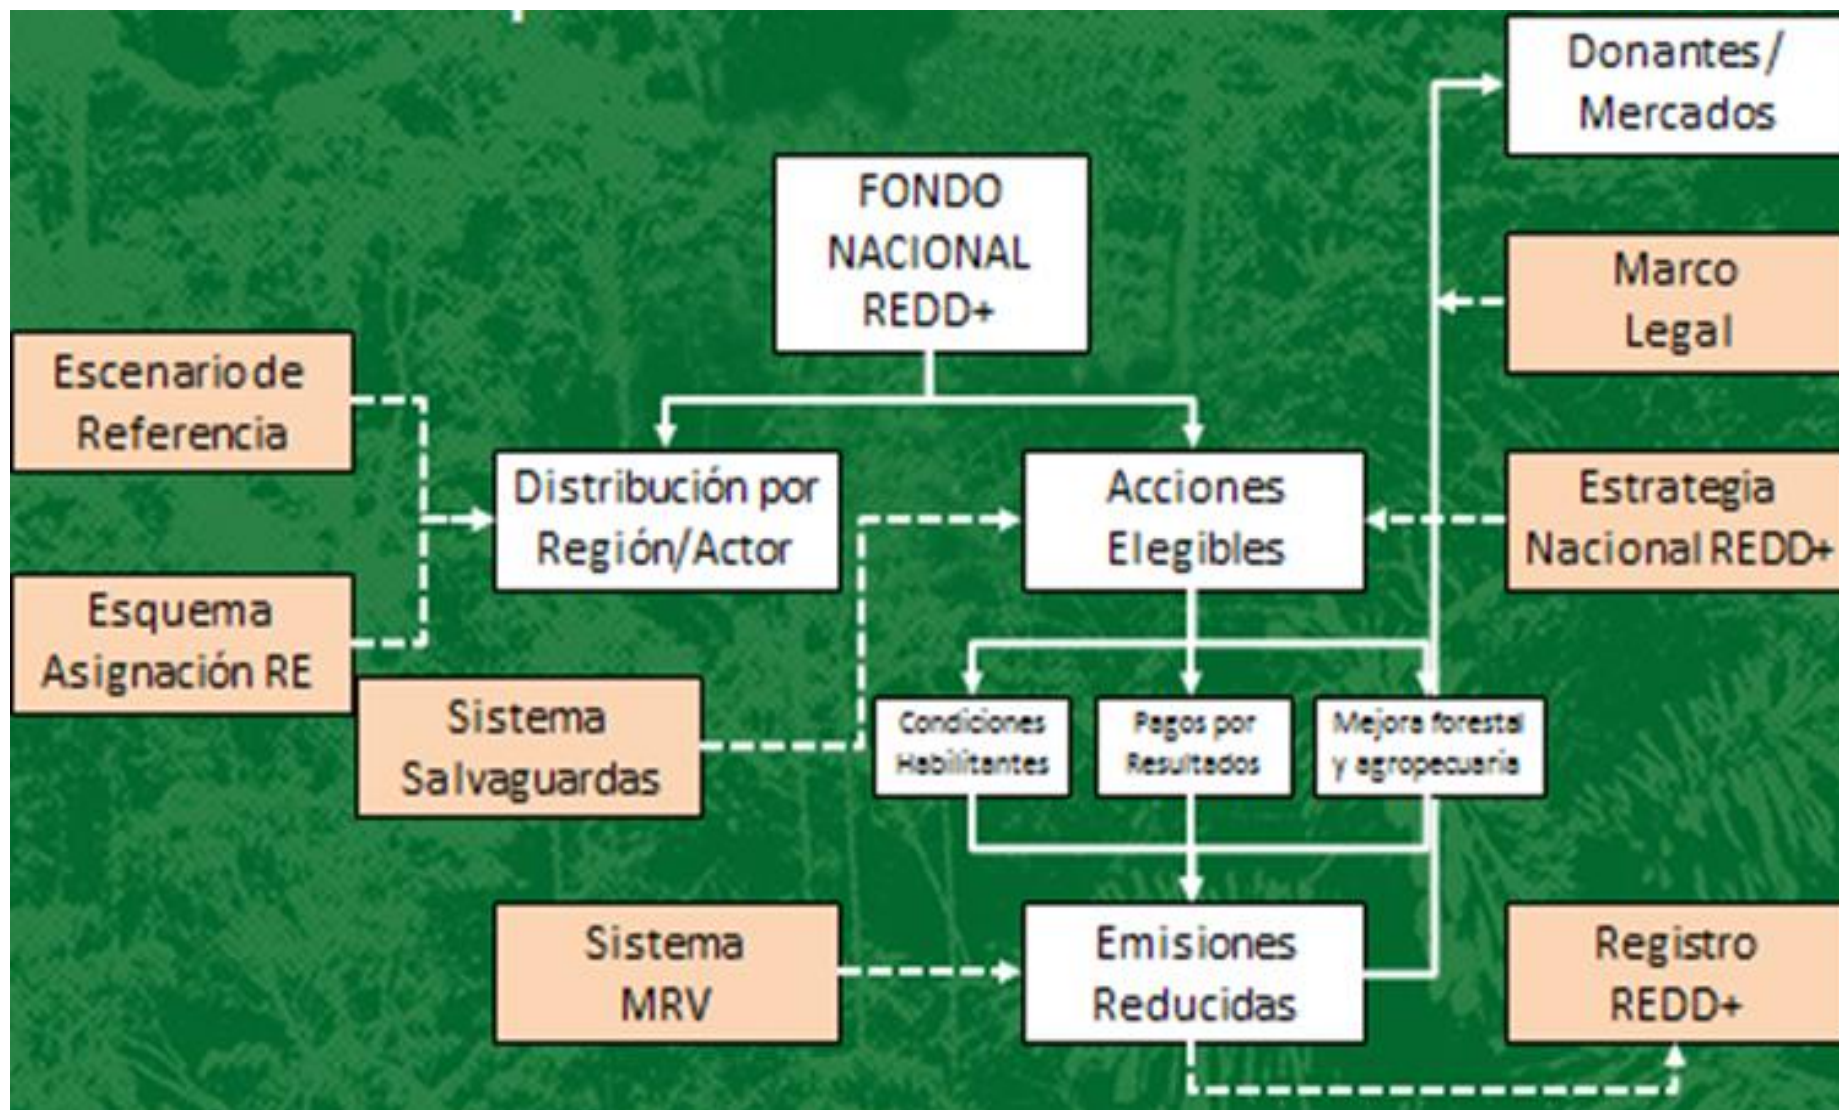 Donantes/
Mercados
FONDO
NACIONAL
REDD+
Marco
Legal
Escenario de
Referencia
Distribución por
Región/Actor
Acciones
Elegibles
Estrategia
Nacional REDD+
Esquema
Asignación RE
Sistema
Salvaguardas
Condiciones
Habilitantes
Pagos por
Resultados
Mejora forestal
y agropecuaria
Sistema
MRV
Emisiones
Reducidas
Registro
REDD+